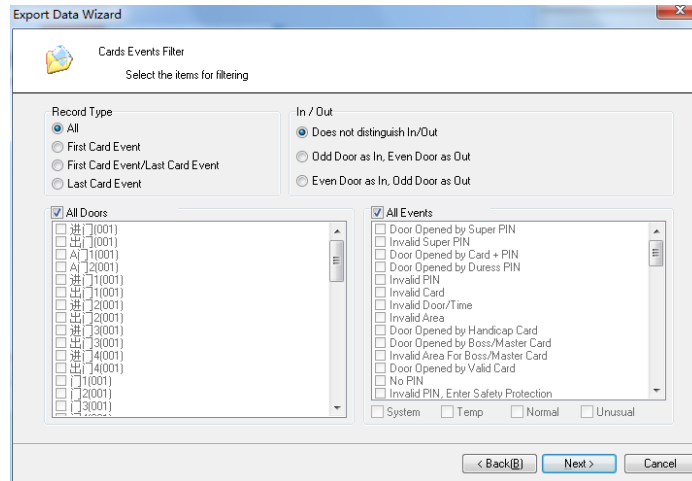 Export Data Wizard
Cards Events Filter
Select the items for filtering
Record Type
All
First Card Event
First Card Event/Last Card Event
Last Card Event
In / Out
Does not distinguish In/Out
Odd Door as In, Even Door as Out
Even Door as In, Odd Door as Out
All Doors
进门(001)
出门(001)
A门1(001)
A门2(001)
进门1(001)
出门1(001)
进门2(001)
出门2(001)
进门3(001)
出门3(001)
进门4(001)
出门4(001)
门1(001)
门2(001)
门3(001)
All Events
Door Opened by Super PIN
Invalid Super PIN
Door Opened by Card + PIN
Door Opened by Duress PIN
Invalid PIN
Invalid Card
Invalid Door/Time
Invalid Area
Door Opened by Handicap Card
Door Opened by Boss/Master Card
Invalid Area For Boss/Master Card
Door Opened by Valid Card
No PIN
Invalid PIN, Enter Safety Protection
System Temp Normal Unusual
< Back(B) Next > Cancel